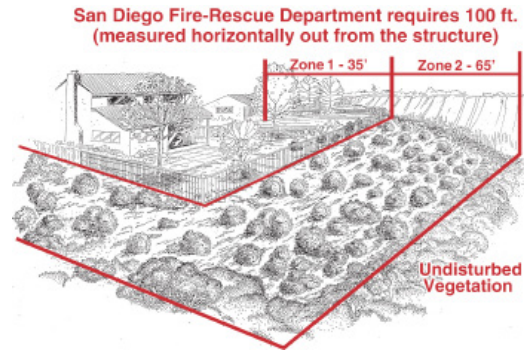 San Diego Fire-Rescue Department requires 100 ft.
(measured horizontally out from the structure)
Zone 1 - 35'
Zone 2 - 65'
Undisturbed
Vegetation